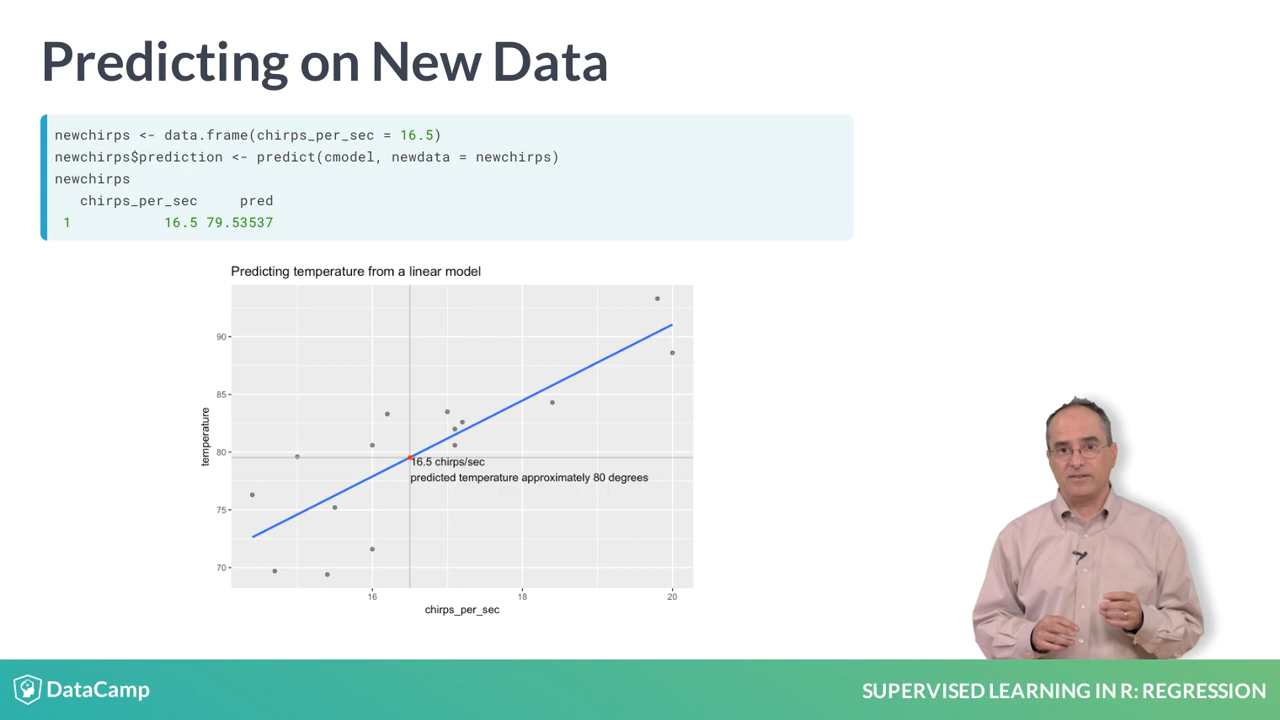 Predicting on New Data
newchirps <- data.frame(chirps_per_sec = 16.5)
newchirps$prediction <- predict(cmodel, newdata = newchirps)
newchirps
chirps_per_sec pred
1 16.5 79.53537
Predicting temperature from a linear model
90
85
80
75
70
temperature
16.5 chirps/sec
predicted temperature approximately 80 degrees
16 18 20
chirps_per_sec
DataCamp
SUPERVISED LEARNING IN R: REGRESSION